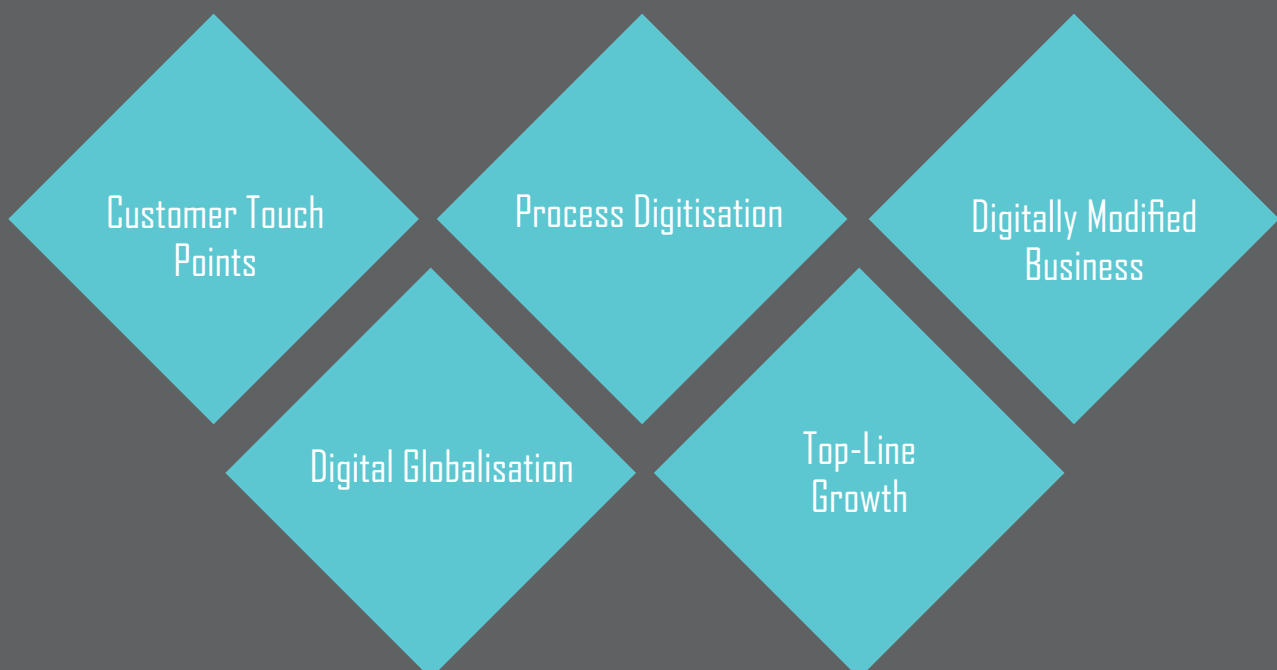 Customer Touch
Points
Process Digitisation
Digitally Modified
Business
Digital Globalisation
Top-Line
Growth